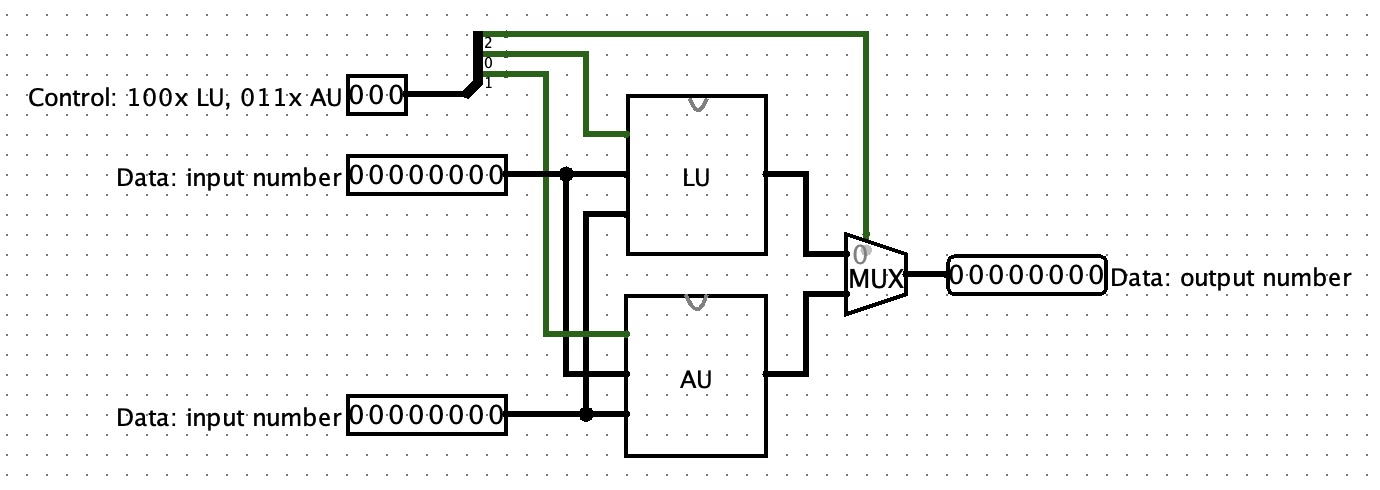 2
0
1
Control: 100x LU, 011x AU 000
Data: input number 00000000
LU
0
MUX
00000000 Data: output number
AU
Data: input number 00000000